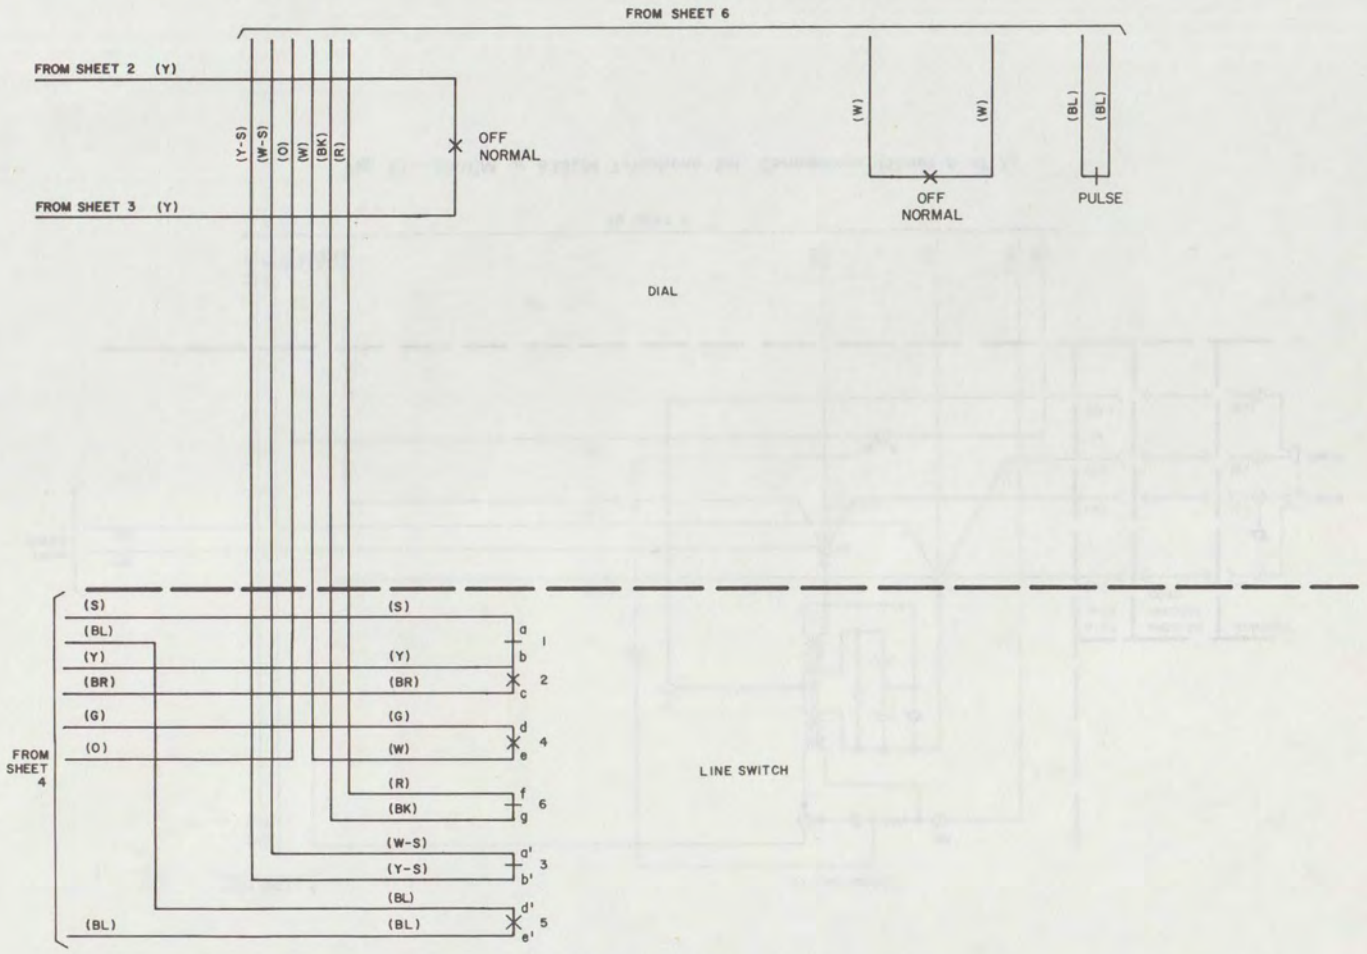 FROM SHEET 6
FROM SHEET 2 (Y)
(Y-S)
(W-S)
(O)
(W)
(BK)
(R)
OFF
NORMAL
FROM SHEET 3 (Y)
(W)
(W)
OFF
NORMAL
(BL)
(BL)
PULSE
DIAL
FROM
SHEET
4
(S) (S)
a
1
(BL)
b
(Y) (Y)
2
(BR) (BR)
c
(G) (G)
d
4
(O) (W)
e
LINE SWITCH
(R)
f
6
(BK)
g
(W-S)
a'
3
(Y-S)
b'
(BL)
d'
5
(BL) (BL)
e'